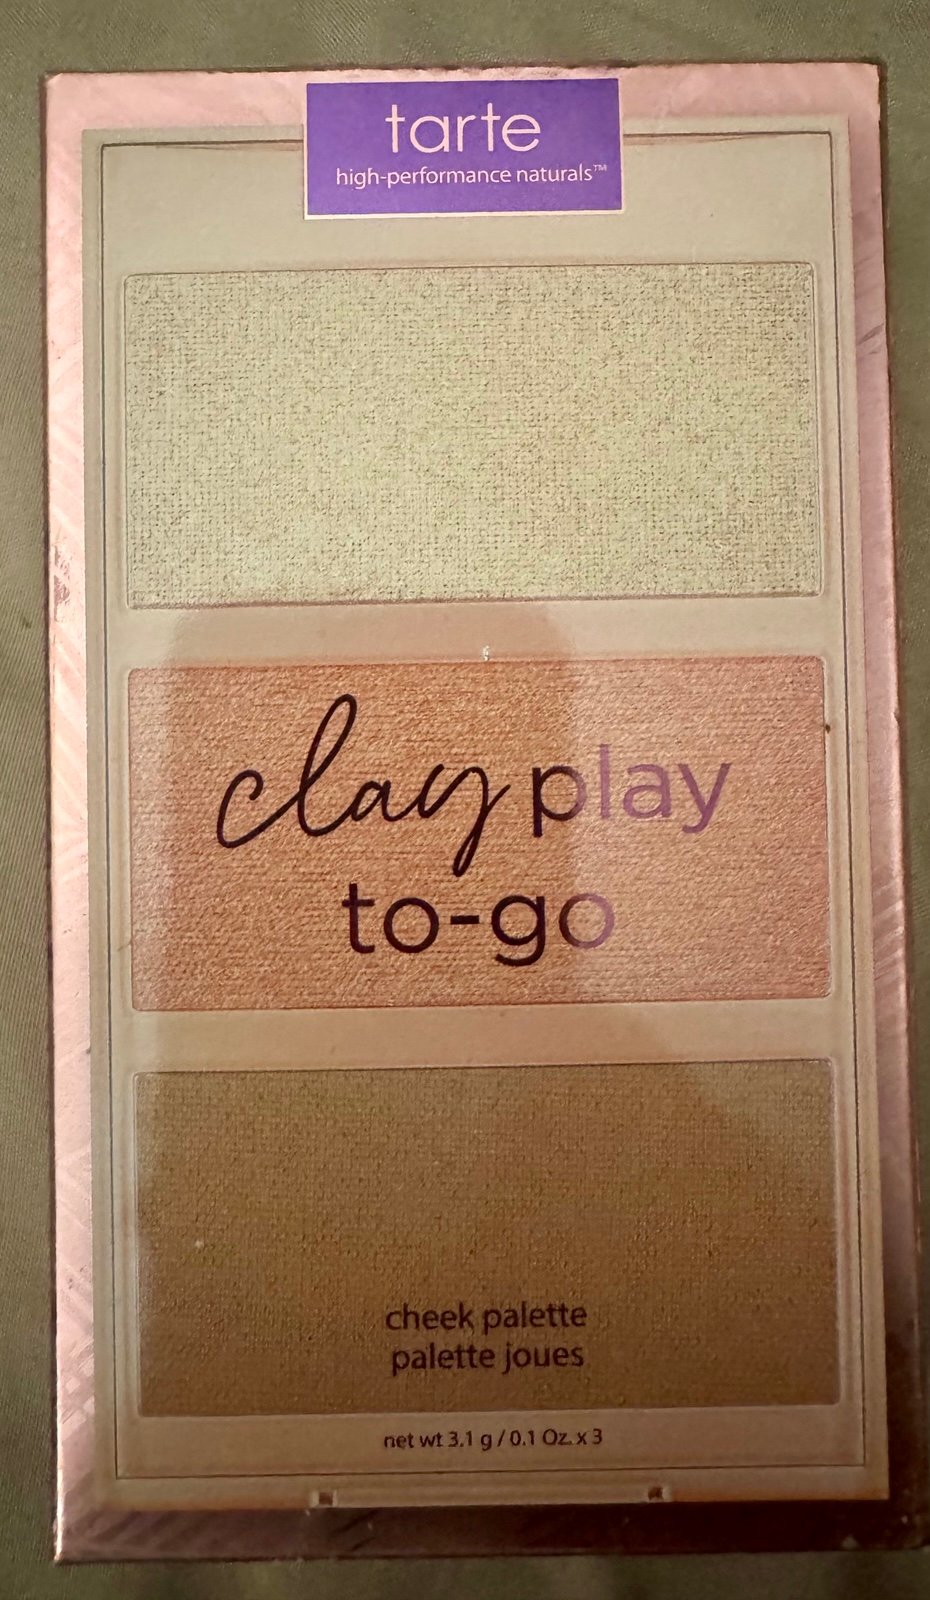 tarte
high-performance naturals™
clay play
to-go
cheek palette
palette joues
net wt 3.1 g / 0.1 Oz. x 3